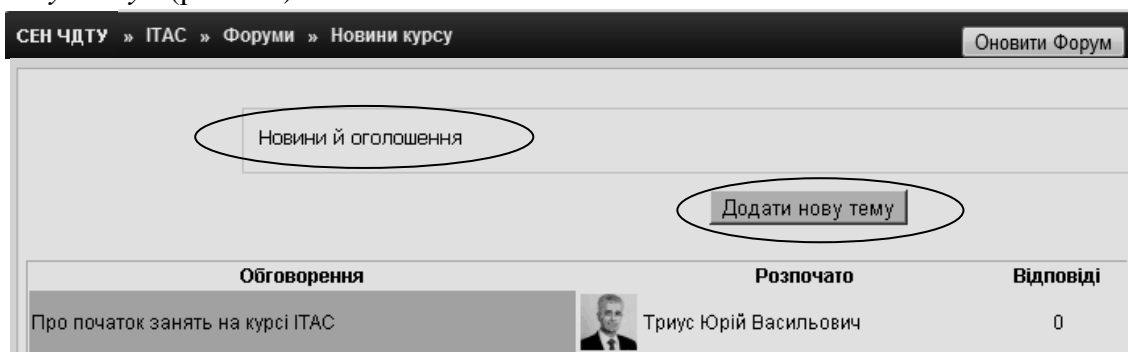 СЕН ЧДТУ » ІТАС » Форуми » Новини курсу
Оновити Форум
Новини й оголошення
Додати нову тему
Обговорення Розпочато Відповіді
Про початок занять на курсі ІТАС Триус Юрій Васильович 0